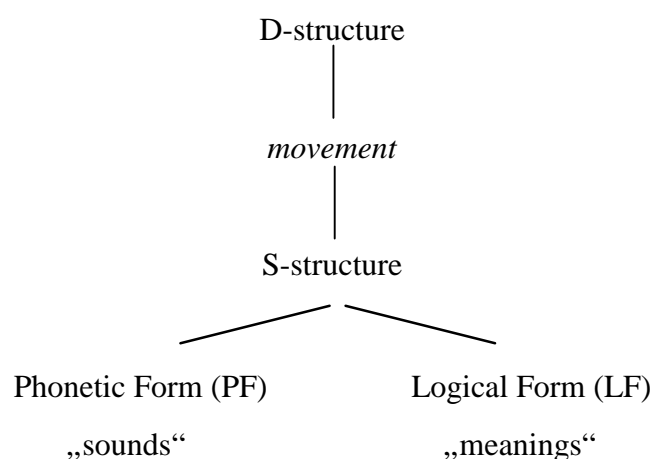 D-structure
movement
S-structure
Phonetic Form (PF) Logical Form (LF)
„sounds“ „meanings“